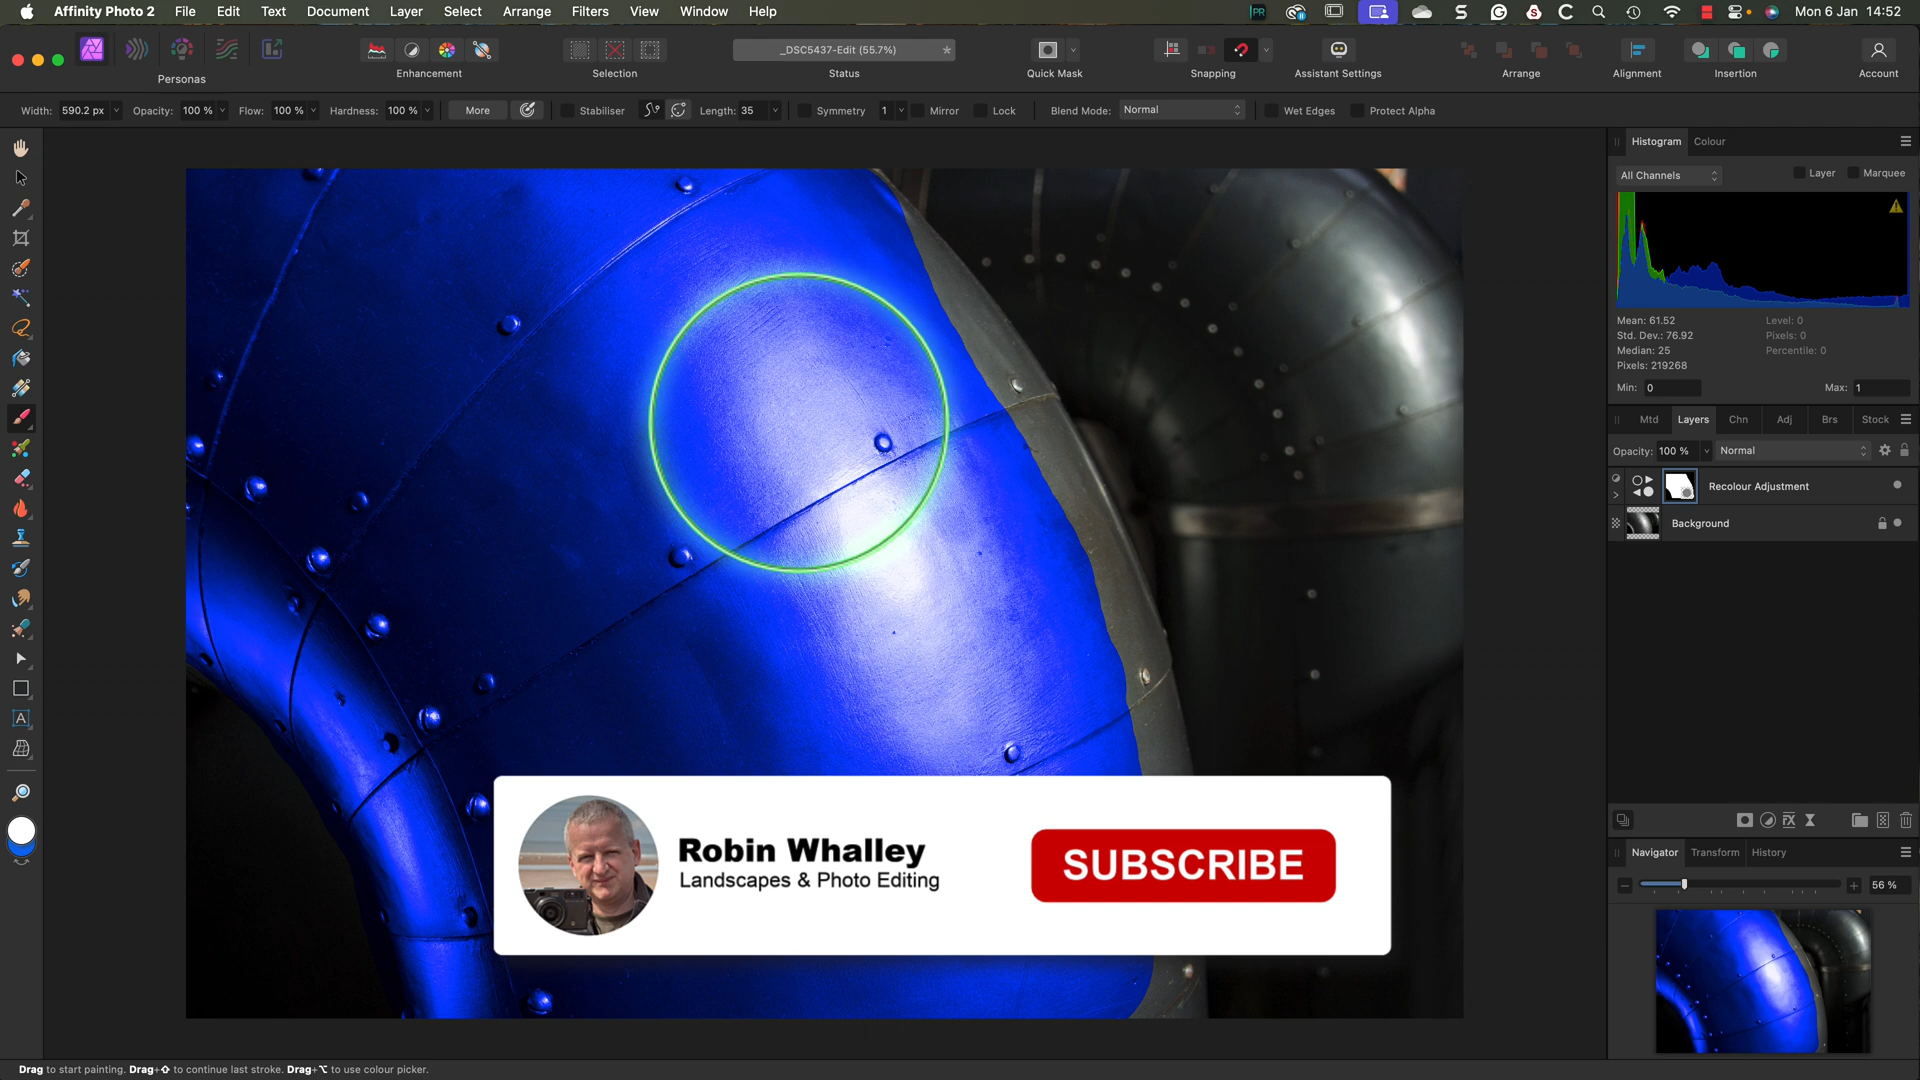 Affinity Photo 2 File Edit Text Document Layer Select Arrange Filters View Window Help Mon 6 Jan 14:52
_DSC5437-Edit (55.7%) *
Personas Enhancement Selection Status Quick Mask Snapping Assistant Settings Arrange Alignment Insertion Account
Width: 590.2 px Opacity: 100 % Flow: 100 % Hardness: 100 % More Stabiliser Length: 35 Symmetry 1 Mirror Lock Blend Mode: Normal Wet Edges Protect Alpha
Histogram Colour
All Channels Layer Marquee
Mean: 61.52 Level: 0
Std. Dev.: 76.92 Pixels: 0
Median: 25 Percentile: 0
Pixels: 219268
Min: 0 Max: 1
Mtd Layers Chn Adj Brs Stock
Opacity: 100 % Normal
Recolour Adjustment
Background
FX
Navigator Transform History
56 %
Robin Whalley
Landscapes & Photo Editing
SUBSCRIBE
Drag to start painting. Drag+⇧ to continue last stroke. Drag+⌥ to use colour picker.